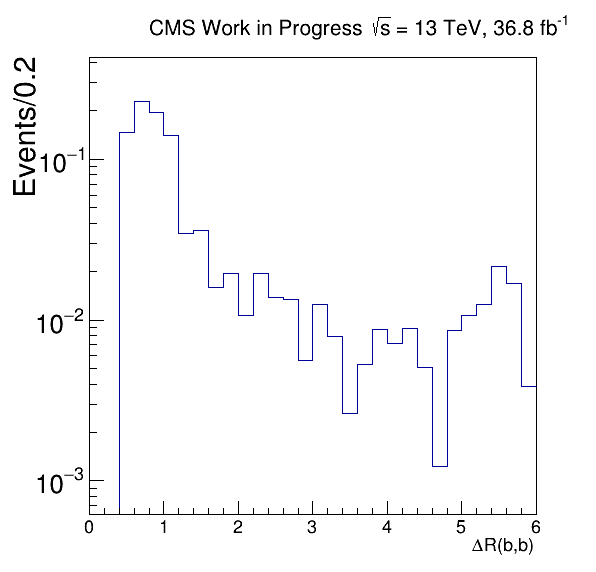 CMS Work in Progress √s = 13 TeV, 36.8 fb⁻¹
Events/0.2
10⁻¹
10⁻²
10⁻³
0 1 2 3 4 5 6
ΔR(b,b)